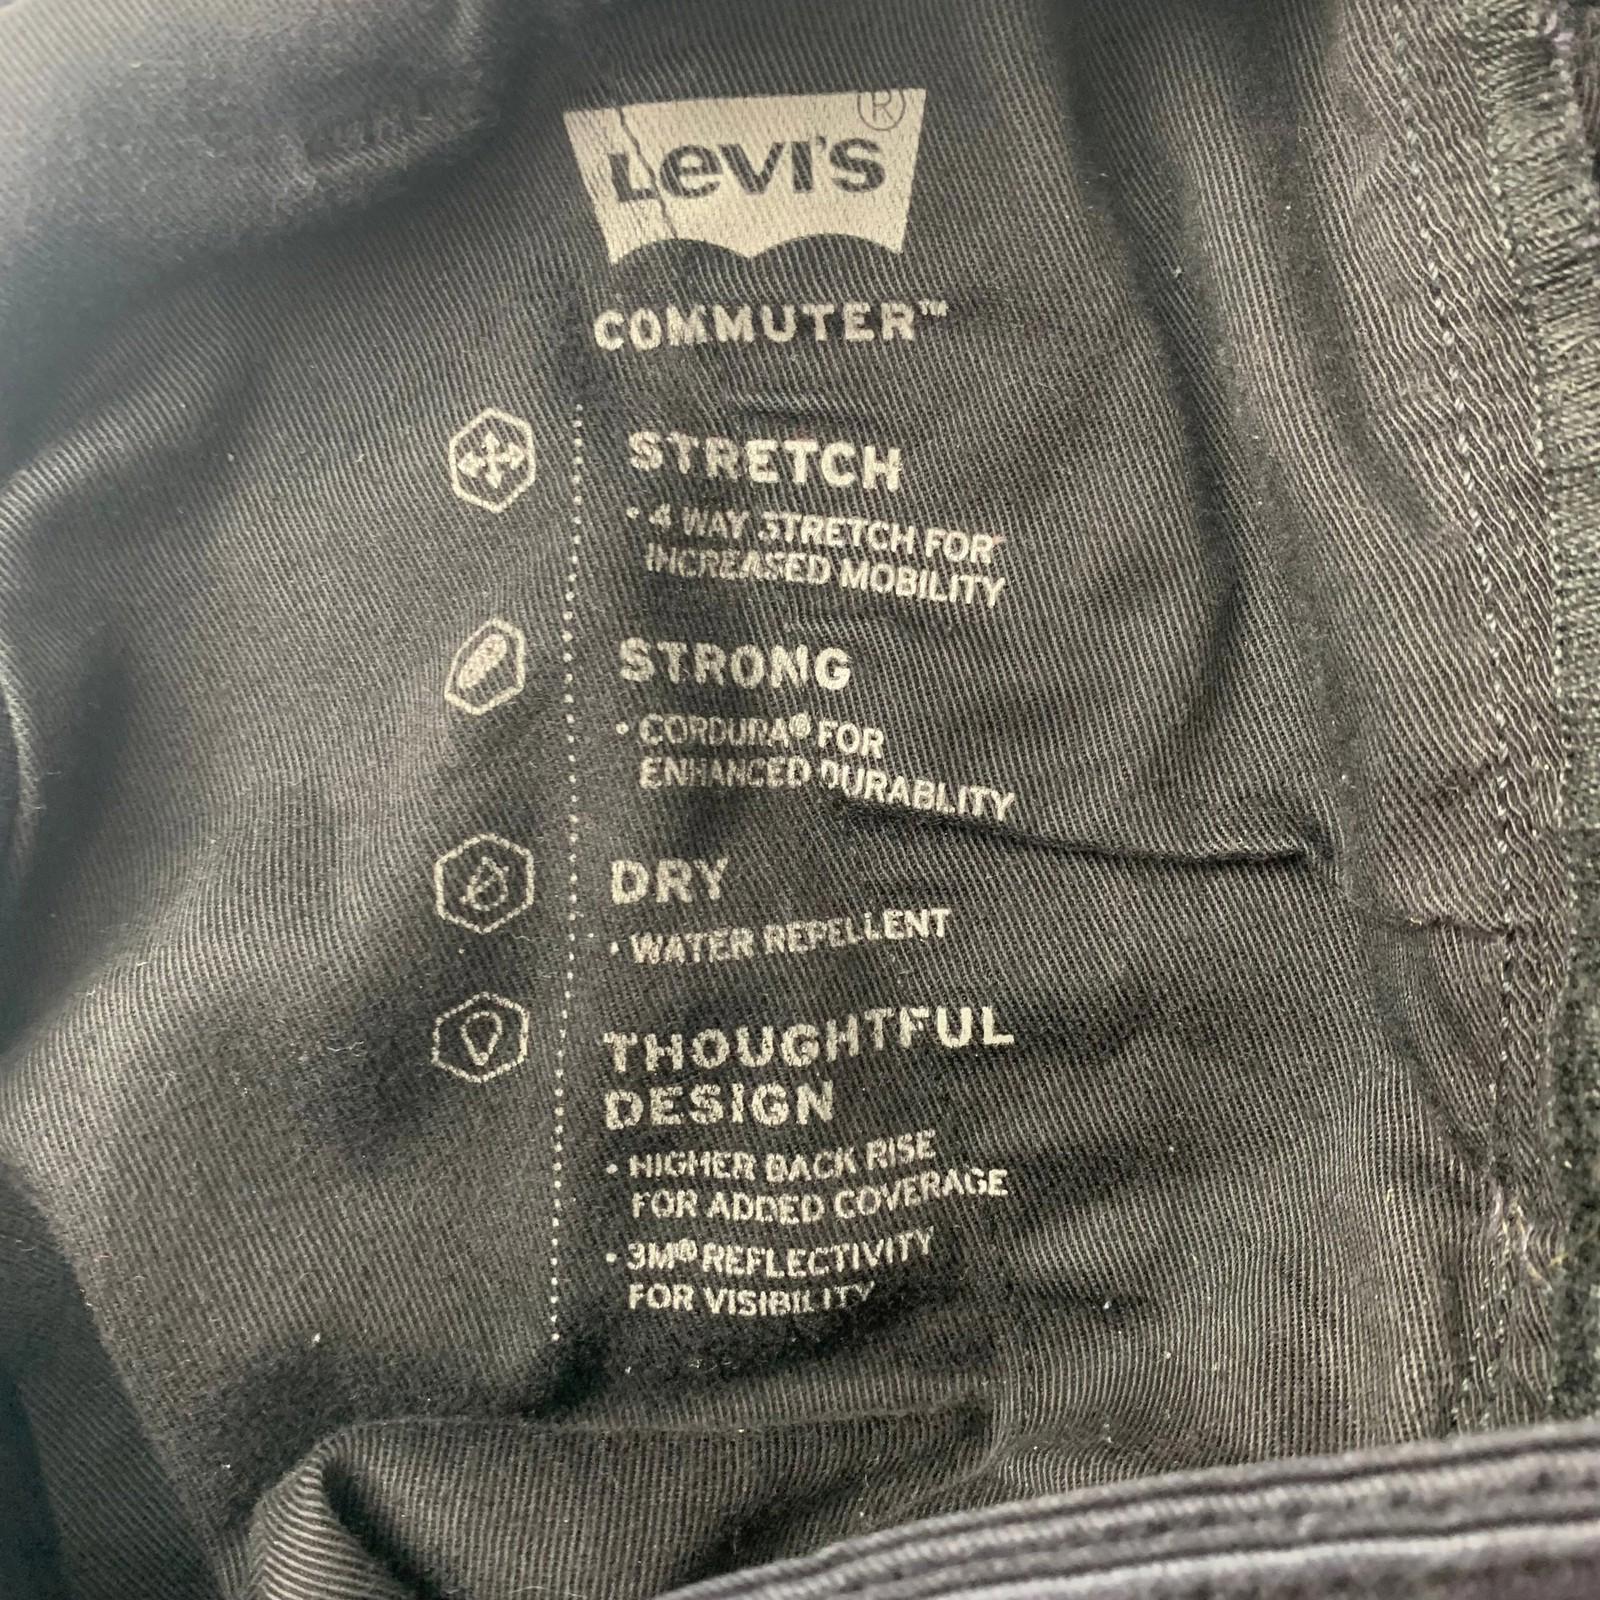 Levi's®
COMMUTER™
STRETCH
• 4 WAY STRETCH FOR
INCREASED MOBILITY
STRONG
• CORDURA® FOR
ENHANCED DURABLITY
DRY
• WATER REPELLENT
THOUGHTFUL
DESIGN
• HIGHER BACK RISE
FOR ADDED COVERAGE
• 3M® REFLECTIVITY
FOR VISIBILITY